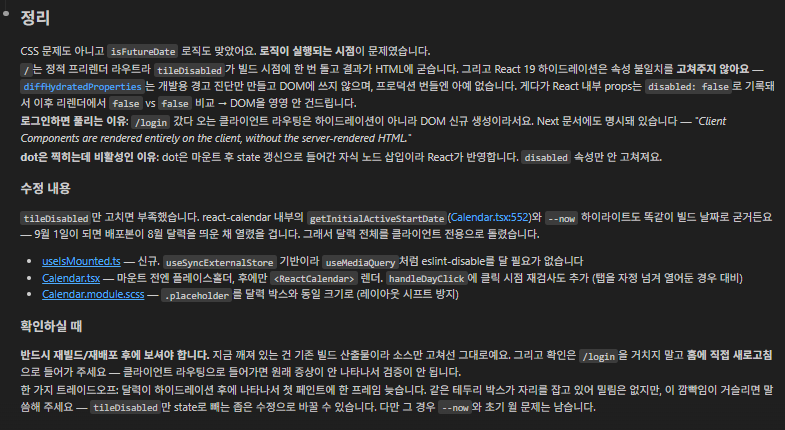 정리
CSS 문제도 아니고 isFutureDate 로직도 맞았어요. 로직이 실행되는 시점이 문제였습니다.
/ 는 정적 프리렌더 라우트라 tileDisabled 가 빌드 시점에 한 번 돌고 결과가 HTML에 굳습니다. 그리고 React 19 하이드레이션은 속성 불일치를 고쳐주지 않아요 —
diffHydratedProperties 는 개발용 경고 진단만 만들고 DOM에 쓰지 않으며, 프로덕션 번들엔 아예 없습니다. 게다가 React 내부 props는 disabled: false 로 기록돼
서 이후 리렌더에서 false vs false 비교 → DOM을 영영 안 건드립니다.
로그인하면 풀리는 이유: /login 갔다 오는 클라이언트 라우팅은 하이드레이션이 아니라 DOM 신규 생성이라서요. Next 문서에도 명시돼 있습니다 — "Client
Components are rendered entirely on the client, without the server-rendered HTML."
dot은 찍히는데 비활성인 이유: dot은 마운트 후 state 갱신으로 들어간 자식 노드 삽입이라 React가 반영합니다. disabled 속성만 안 고쳐져요.
수정 내용
tileDisabled 만 고치면 부족했습니다. react-calendar 내부의 getInitialActiveStartDate (Calendar.tsx:552)와 --now 하이라이트도 똑같이 빌드 날짜로 굳거든요
— 9월 1일이 되면 배포본이 8월 달력을 띄운 채 열렸을 겁니다. 그래서 달력 전체를 클라이언트 전용으로 돌렸습니다.
• useIsMounted.ts — 신규. useSyncExternalStore 기반이라 useMediaQuery 처럼 eslint-disable를 달 필요가 없습니다
• Calendar.tsx — 마운트 전엔 플레이스홀더, 후에만 <ReactCalendar> 렌더. handleDayClick 에 클릭 시점 재검사도 추가 (탭을 자정 넘겨 열어둔 경우 대비)
• Calendar.module.scss — .placeholder 를 달력 박스와 동일 크기로 (레이아웃 시프트 방지)
확인하실 때
반드시 재빌드/재배포 후에 보셔야 합니다. 지금 깨져 있는 건 기존 빌드 산출물이라 소스만 고쳐선 그대로예요. 그리고 확인은 /login 을 거치지 말고 홈에 직접 새로고침
으로 들어가 주세요 — 클라이언트 라우팅으로 들어가면 원래 증상이 안 나타나서 검증이 안 됩니다.
한 가지 트레이드오프: 달력이 하이드레이션 후에 나타나서 첫 페인트에 한 프레임 늦습니다. 같은 테두리 박스가 자리를 잡고 있어 밀림은 없지만, 이 깜빡임이 거슬리면 말
씀해 주세요 — tileDisabled 만 state로 빼는 좁은 수정으로 바꿀 수 있습니다. 다만 그 경우 --now 와 초기 월 문제는 남습니다.